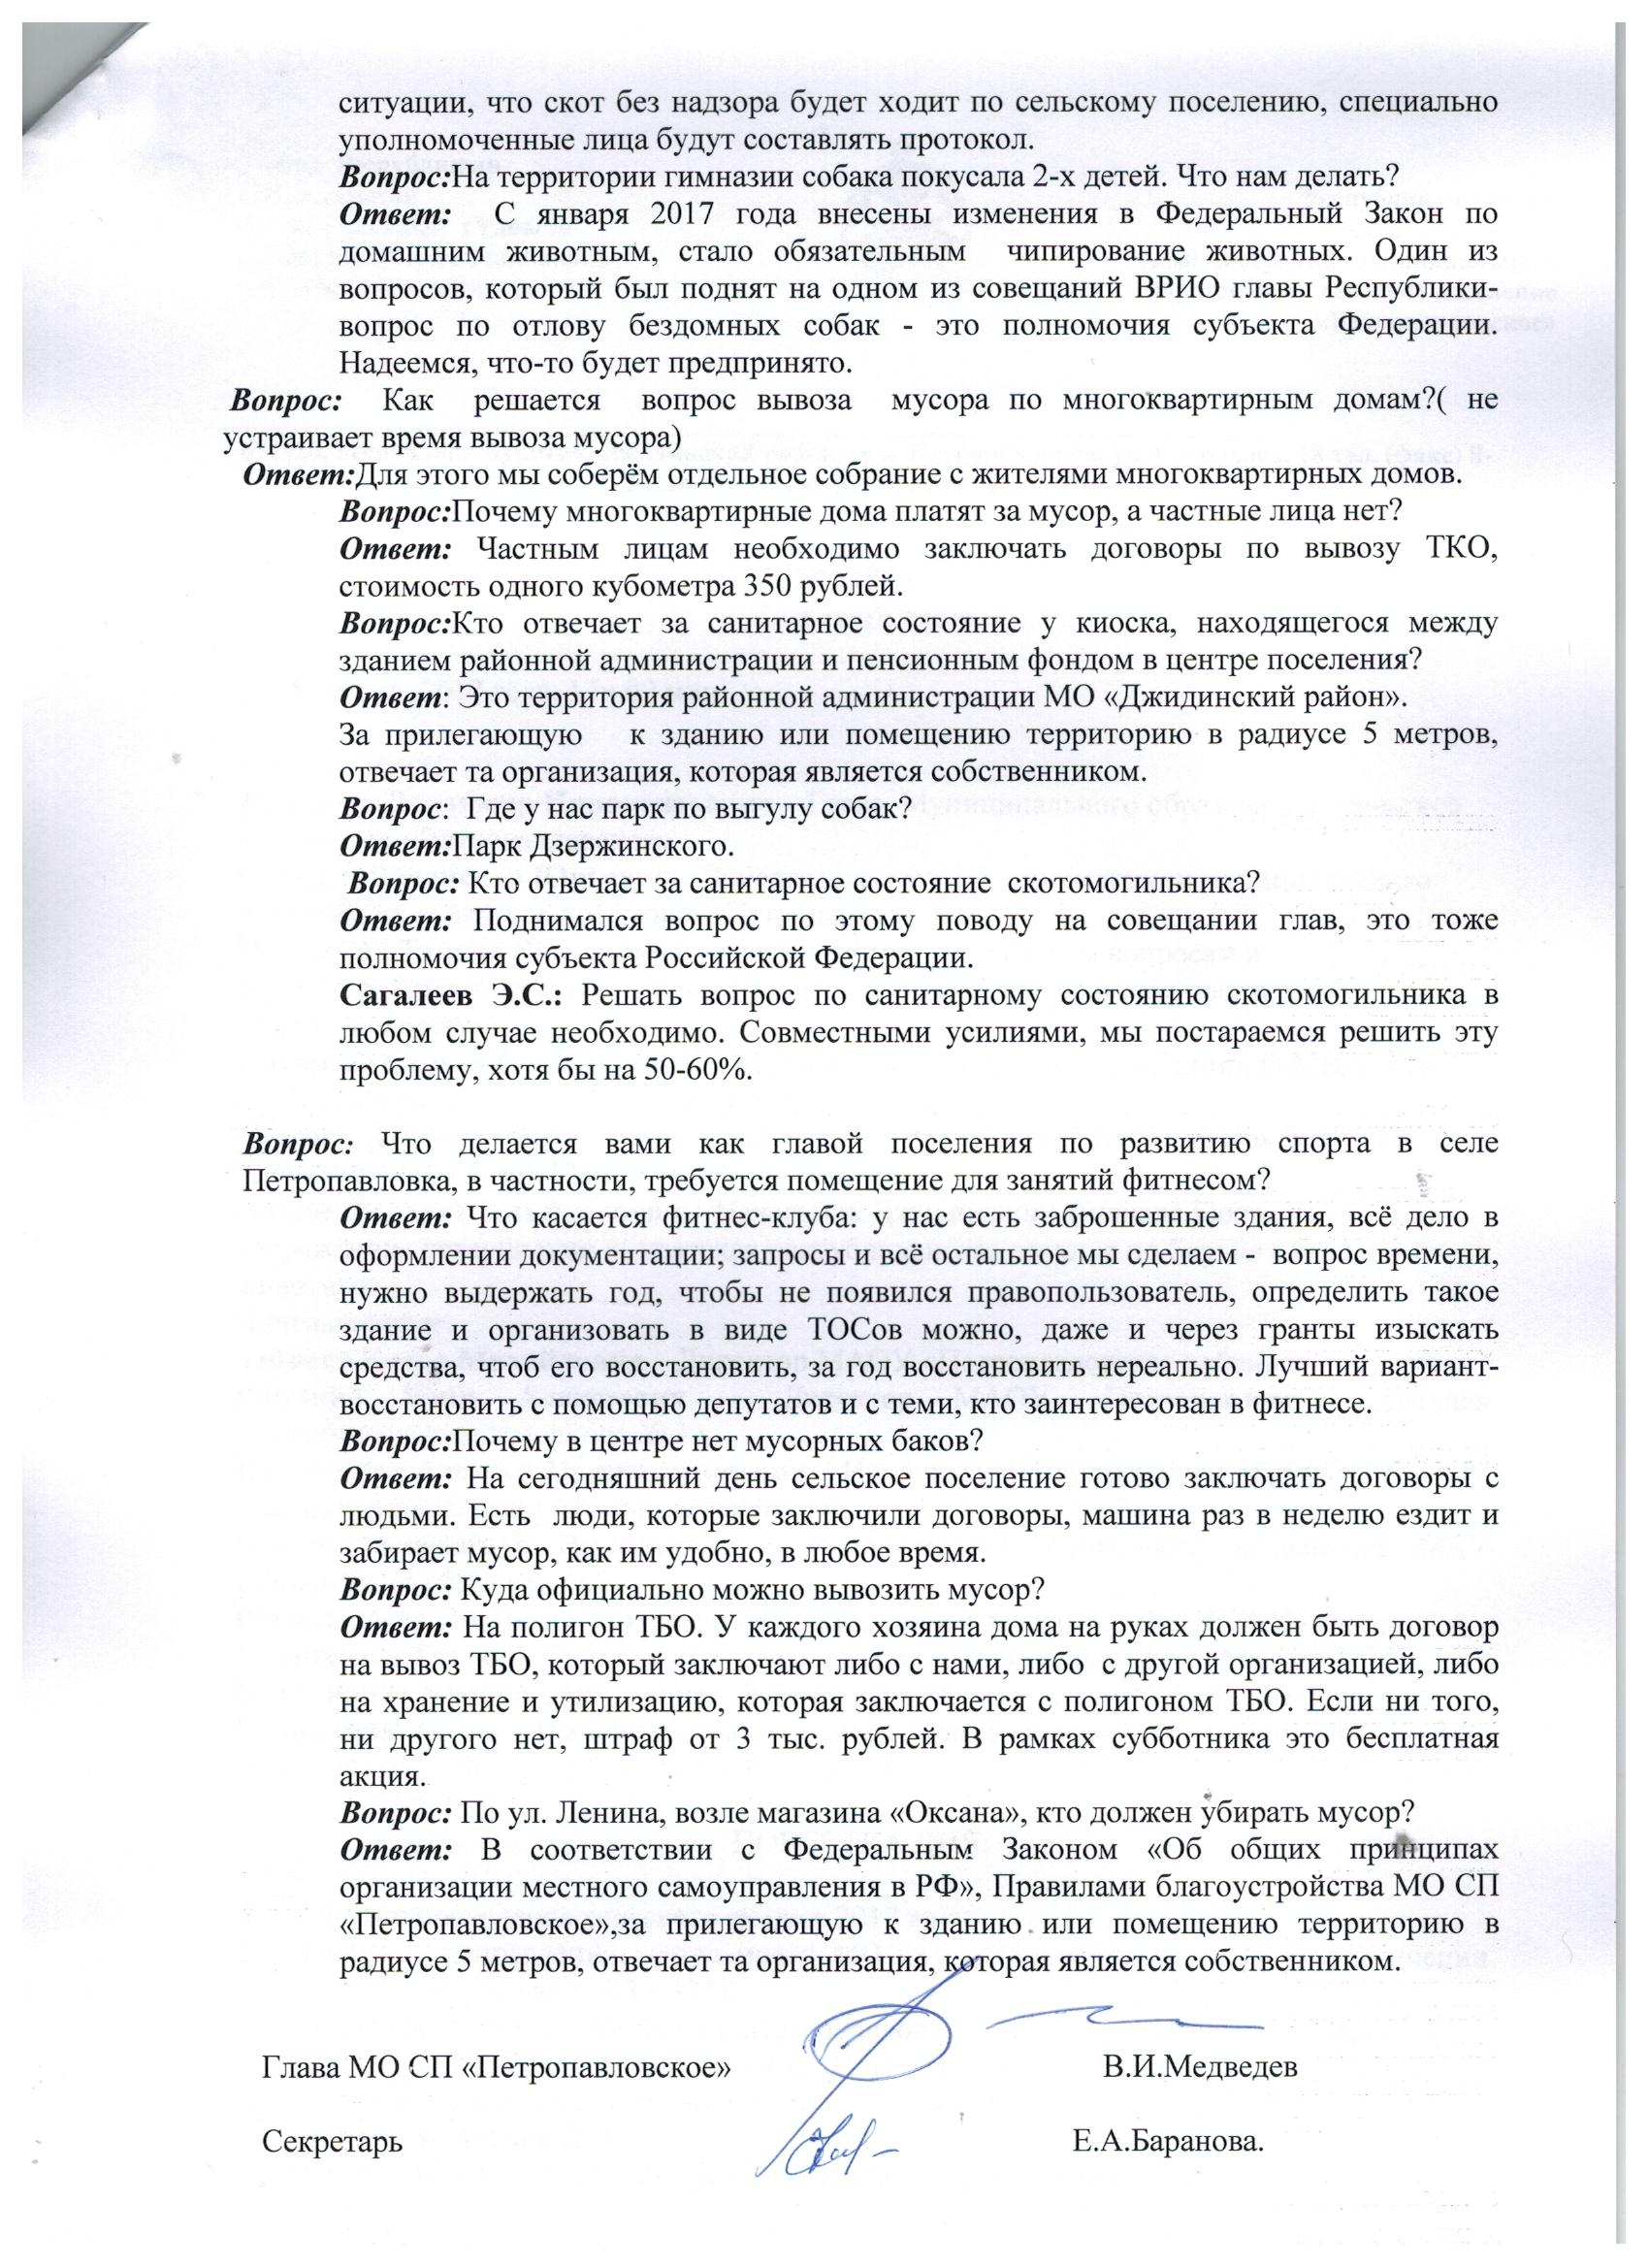 ситуации, что скот без надзора будет ходит по сельскому поселению, специально
уполномоченные лица будут составлять протокол.
Вопрос:На территории гимназии собака покусала 2-х детей. Что нам делать?
Ответ: С января 2017 года внесены изменения в Федеральный Закон по
домашним животным, стало обязательным чипирование животных. Один из
вопросов, который был поднят на одном из совещаний ВРИО главы Республики-
вопрос по отлову бездомных собак - это полномочия субъекта Федерации.
Надеемся, что-то будет предпринято.
Вопрос: Как решается вопрос вывоза мусора по многоквартирным домам?( не
устраивает время вывоза мусора)
Ответ:Для этого мы соберём отдельное собрание с жителями многоквартирных домов.
Вопрос:Почему многоквартирные дома платят за мусор, а частные лица нет?
Ответ: Частным лицам необходимо заключать договоры по вывозу ТКО,
стоимость одного кубометра 350 рублей.
Вопрос:Кто отвечает за санитарное состояние у киоска, находящегося между
зданием районной администрации и пенсионным фондом в центре поселения?
Ответ: Это территория районной администрации МО «Джидинский район».
За прилегающую к зданию или помещению территорию в радиусе 5 метров,
отвечает та организация, которая является собственником.
Вопрос: Где у нас парк по выгулу собак?
Ответ:Парк Дзержинского.
Вопрос: Кто отвечает за санитарное состояние скотомогильника?
Ответ: Поднимался вопрос по этому поводу на совещании глав, это тоже
полномочия субъекта Российской Федерации.
Сагалеев Э.С.: Решать вопрос по санитарному состоянию скотомогильника в
любом случае необходимо. Совместными усилиями, мы постараемся решить эту
проблему, хотя бы на 50-60%.
Вопрос: Что делается вами как главой поселения по развитию спорта в селе
Петропавловка, в частности, требуется помещение для занятий фитнесом?
Ответ: Что касается фитнес-клуба: у нас есть заброшенные здания, всё дело в
оформлении документации; запросы и всё остальное мы сделаем - вопрос времени,
нужно выдержать год, чтобы не появился правопользователь, определить такое
здание и организовать в виде ТОСов можно, даже и через гранты изыскать
средства, чтоб его восстановить, за год восстановить нереально. Лучший вариант-
восстановить с помощью депутатов и с теми, кто заинтересован в фитнесе.
Вопрос:Почему в центре нет мусорных баков?
Ответ: На сегодняшний день сельское поселение готово заключать договоры с
людьми. Есть люди, которые заключили договоры, машина раз в неделю ездит и
забирает мусор, как им удобно, в любое время.
Вопрос: Куда официально можно вывозить мусор?
Ответ: На полигон ТБО. У каждого хозяина дома на руках должен быть договор
на вывоз ТБО, который заключают либо с нами, либо с другой организацией, либо
на хранение и утилизацию, которая заключается с полигоном ТБО. Если ни того,
ни другого нет, штраф от 3 тыс. рублей. В рамках субботника это бесплатная
акция.
Вопрос: По ул. Ленина, возле магазина «Оксана», кто должен убирать мусор?
Ответ: В соответствии с Федеральным Законом «Об общих принципах
организации местного самоуправления в РФ», Правилами благоустройства МО СП
«Петропавловское»,за прилегающую к зданию или помещению территорию в
радиусе 5 метров, отвечает та организация, которая является собственником.
Глава МО СП «Петропавловское» В.И.Медведев
Секретарь Е.А.Баранова.